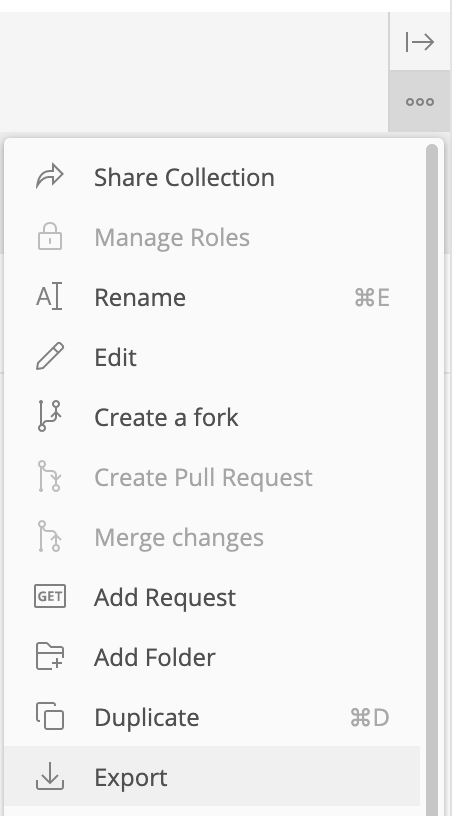 Share Collection
Manage Roles
Rename ⌘E
Edit
Create a fork
Create Pull Request
Merge changes
GET Add Request
Add Folder
Duplicate ⌘D
Export